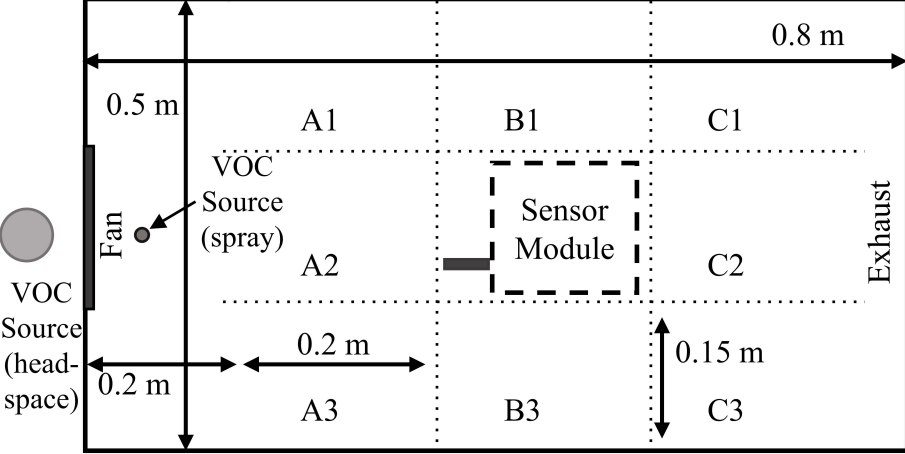 0.8 m
0.5 m
A1
B1
C1
VOC
Source
(spray)
Fan
Sensor
Module
Exhaust
A2
C2
VOC
Source
(head-
space)
0.2 m
0.2 m
0.15 m
A3
B3
C3